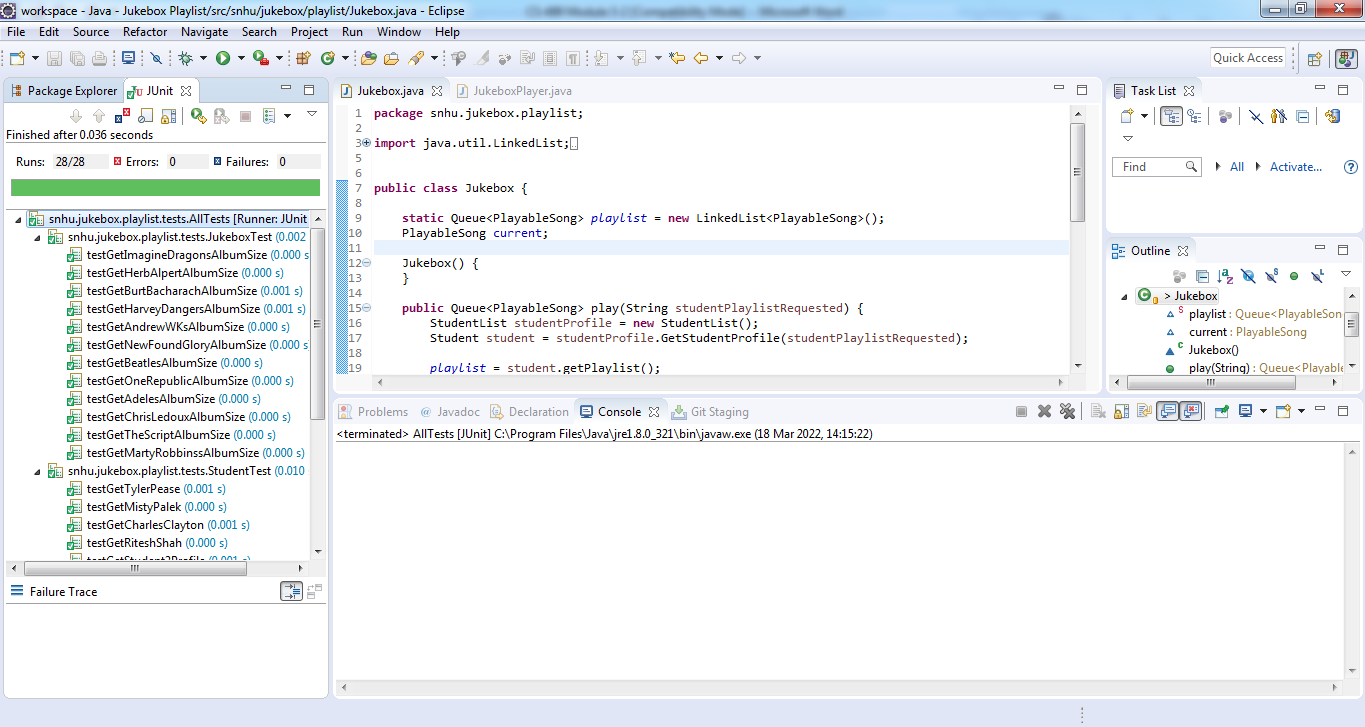 workspace - Java - Jukebox Playlist/src/snhu/jukebox/playlist/Jukebox.java - Eclipse
File Edit Source Refactor Navigate Search Project Run Window Help
Quick Access
Package Explorer JUnit
Finished after 0.036 seconds
Runs: 28/28 Errors: 0 Failures: 0
snhu.jukebox.playlist.tests.AllTests [Runner: JUnit
snhu.jukebox.playlist.tests.JukeboxTest (0.002
testGetImagineDragonsAlbumSize (0.000 s
testGetHerbAlpertAlbumSize (0.000 s)
testGetBurtBacharachAlbumSize (0.001 s)
testGetHarveyDangersAlbumSize (0.001 s)
testGetAndrewWKsAlbumSize (0.000 s)
testGetNewFoundGloryAlbumSize (0.000 s
testGetBeatlesAlbumSize (0.000 s)
testGetOneRepublicAlbumSize (0.000 s)
testGetAdelesAlbumSize (0.000 s)
testGetChrisLedouxAlbumSize (0.000 s)
testGetTheScriptAlbumSize (0.000 s)
testGetMartyRobbinssAlbumSize (0.000 s)
snhu.jukebox.playlist.tests.StudentTest (0.010
testGetTylerPease (0.001 s)
testGetMistyPalek (0.000 s)
testGetCharlesClayton (0.001 s)
testGetRiteshShah (0.000 s)
testGetStudent2Profile (0.001 s)
Failure Trace
Jukebox.java JukeboxPlayer.java
1 package snhu.jukebox.playlist;
2
3 import java.util.LinkedList;
5
6
7 public class Jukebox {
8
9 static Queue<PlayableSong> playlist = new LinkedList<PlayableSong>();
10 PlayableSong current;
11
12 Jukebox() {
13 }
14
15 public Queue<PlayableSong> play(String studentPlaylistRequested) {
16 StudentList studentProfile = new StudentList();
17 Student student = studentProfile.GetStudentProfile(studentPlaylistRequested);
18
19 playlist = student.getPlaylist();
Problems @ Javadoc Declaration Console Git Staging
<terminated> AllTests [JUnit] C:\Program Files\Java\jre1.8.0_321\bin\javaw.exe (18 Mar 2022, 14:15:22)
Task List
Find All Activate...
Outline
> Jukebox
playlist : Queue<PlayableSon
current : PlayableSong
Jukebox()
play(String) : Queue<Playable